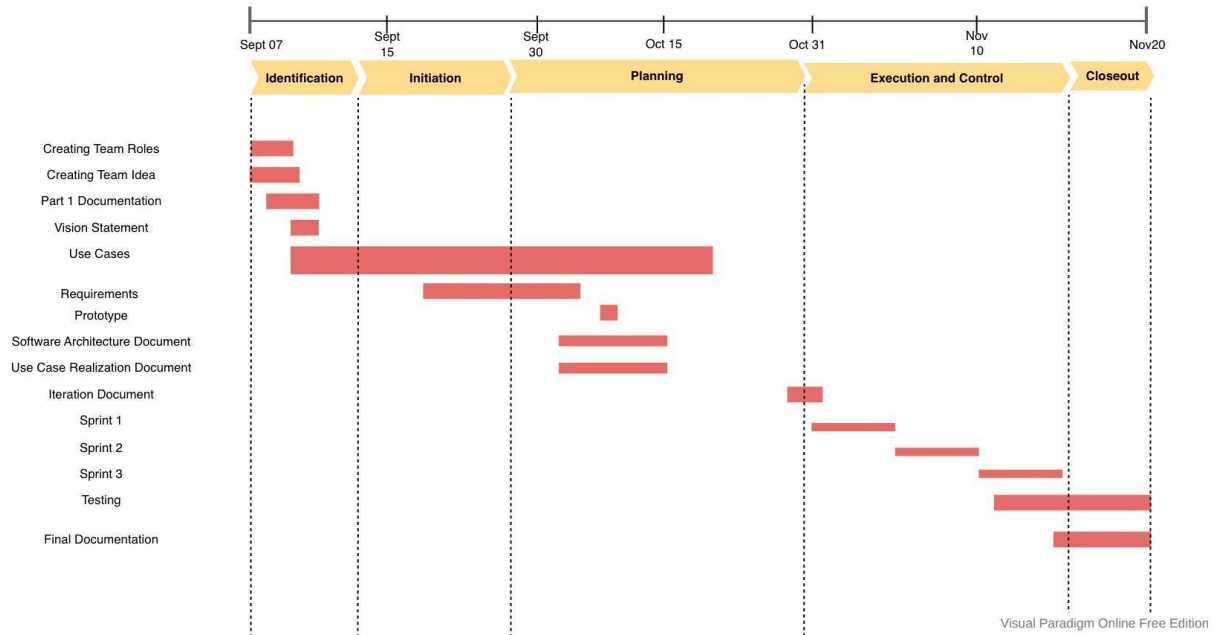 Sept 07
Sept
15
Sept
30
Oct 15
Oct 31
Nov
10
Nov20
Identification
Initiation
Planning
Execution and Control
Closeout
Creating Team Roles
Creating Team Idea
Part 1 Documentation
Vision Statement
Use Cases
Requirements
Prototype
Software Architecture Document
Use Case Realization Document
Iteration Document
Sprint 1
Sprint 2
Sprint 3
Testing
Final Documentation
Visual Paradigm Online Free Edition